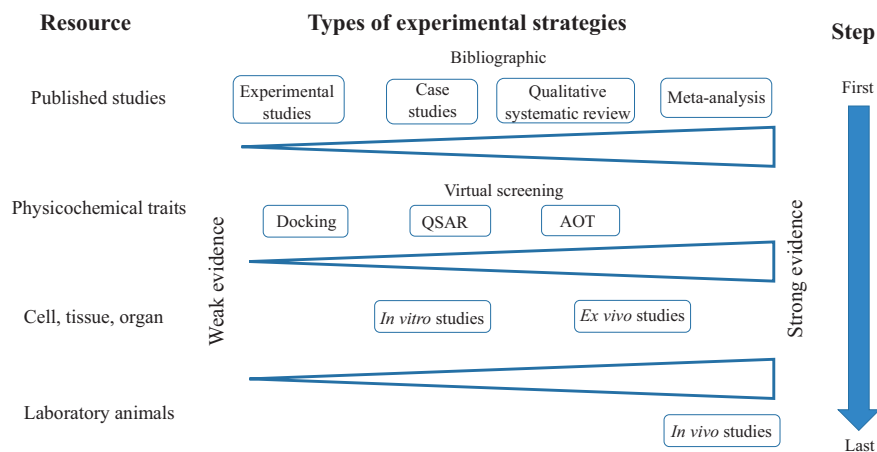 Resource
Types of experimental strategies
Step
Bibliographic
Published studies
Experimental
studies
Case
studies
Qualitative
systematic review
Meta-analysis
First
Virtual screening
Physicochemical traits
Docking
QSAR
AOT
Weak evidence
Strong evidence
Cell, tissue, organ
In vitro studies
Ex vivo studies
Laboratory animals
In vivo studies
Last